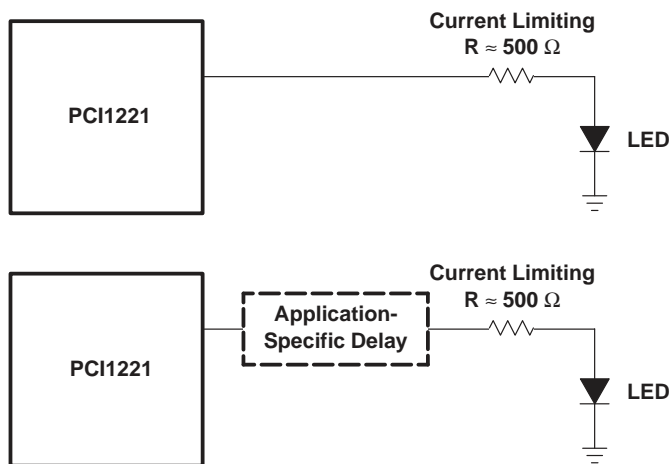 Current Limiting
R ≈ 500 Ω
PCI1221
LED
Current Limiting
R ≈ 500 Ω
Application-
Specific Delay
PCI1221
LED